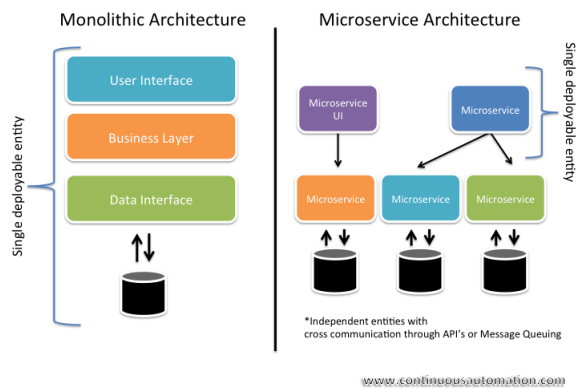 Monolithic Architecture
Single deployable entity
User Interface
Business Layer
Data Interface
Microservice Architecture
Single
deployable entity
Microservice
UI
Microservice
Microservice
Microservice
Microservice
*Independent entities with
cross communication through API's or Message Queuing
www.continuousautomation.com